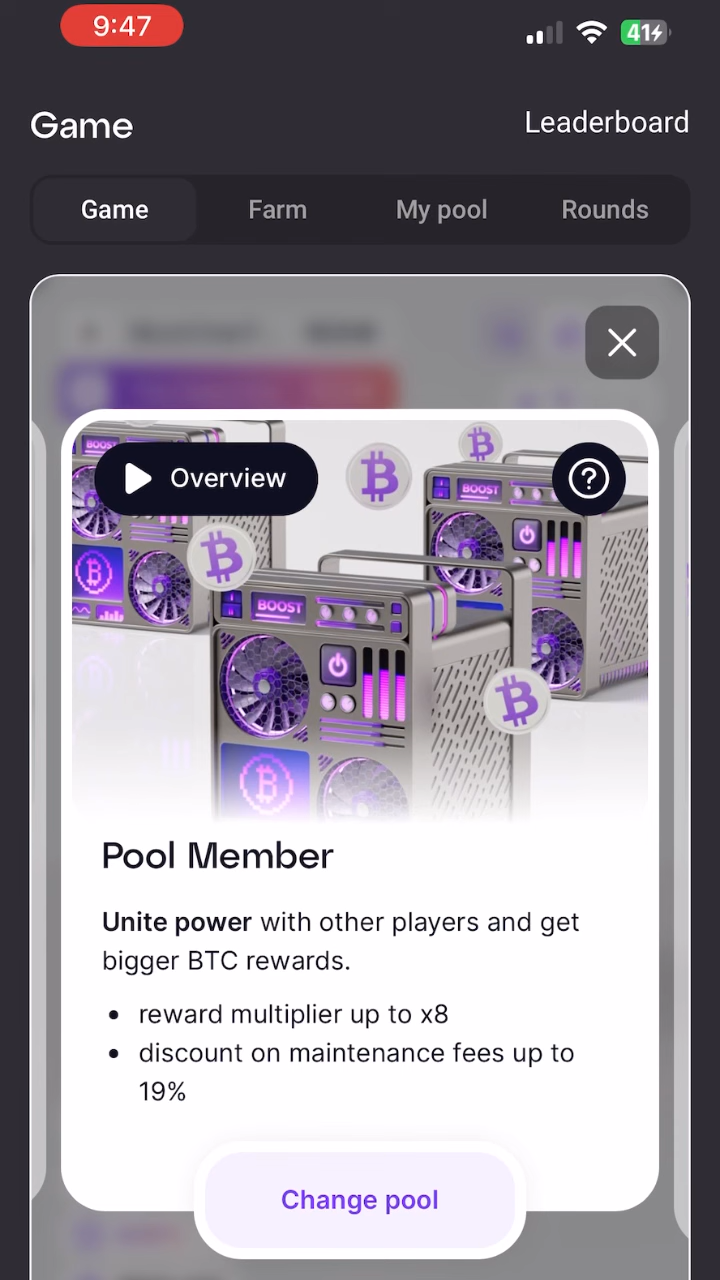 9:47
41
Game
Leaderboard
Game
Farm
My pool
Rounds
BOOST
Overview
BOOST
BOOST
Pool Member
Unite power with other players and get
bigger BTC rewards.
• reward multiplier up to x8
• discount on maintenance fees up to
19%
Change pool